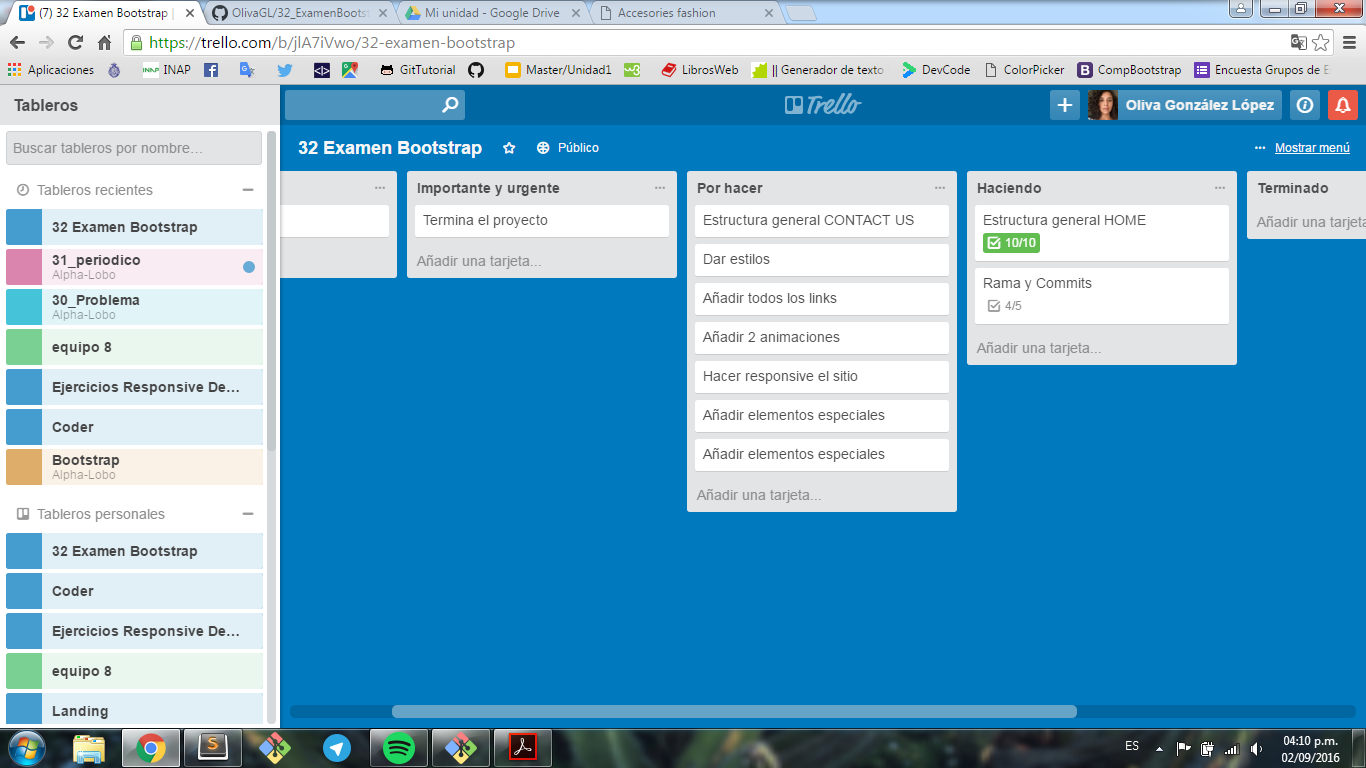 (7) 32 Examen Bootstrap |
OlivaGL/32_ExamenBoots
Mi unidad - Google Drive
Accesories fashion
https://trello.com/b/jlA7iVwo/32-examen-bootstrap
Aplicaciones
INAP
INAP
GitTutorial
Master/Unidad1
w3
LibrosWeb
|| Generador de texto
DevCode
ColorPicker
B
CompBootstrap
Encuesta Grupos de E
Tableros
Trello
Oliva González López
Buscar tableros por nombre...
32 Examen Bootstrap
Público
Mostrar menú
Tableros recientes
32 Examen Bootstrap
31_periodico
Alpha-Lobo
30_Problema
Alpha-Lobo
equipo 8
Ejercicios Responsive De...
Coder
Bootstrap
Alpha-Lobo
Tableros personales
32 Examen Bootstrap
Coder
Ejercicios Responsive De...
equipo 8
Landing
Importante y urgente
Termina el proyecto
Añadir una tarjeta...
Por hacer
Estructura general CONTACT US
Dar estilos
Añadir todos los links
Añadir 2 animaciones
Hacer responsive el sitio
Añadir elementos especiales
Añadir elementos especiales
Añadir una tarjeta...
Haciendo
Estructura general HOME
10/10
Rama y Commits
4/5
Añadir una tarjeta...
Terminado
Añadir una tarjeta
ES
04:10 p.m.
02/09/2016